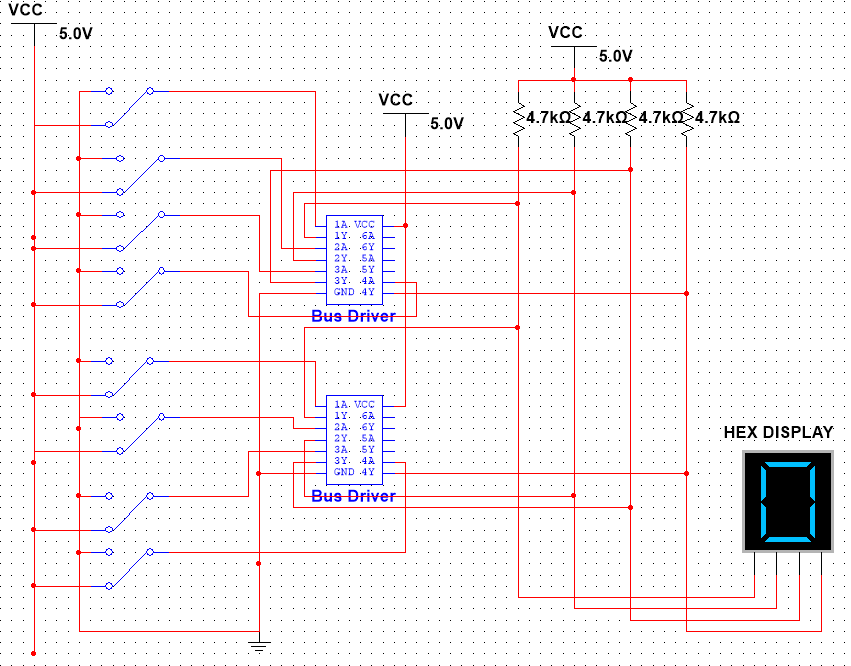 VCC
5.0V
VCC
5.0V
VCC
5.0V
4.7kΩ 4.7kΩ 4.7kΩ 4.7kΩ
1A VCC
1Y 6A
2A 6Y
2Y 5A
3A 5Y
3Y 4A
GND 4Y
Bus Driver
1A VCC
1Y 6A
2A 6Y
2Y 5A
3A 5Y
3Y 4A
GND 4Y
Bus Driver
HEX DISPLAY
0